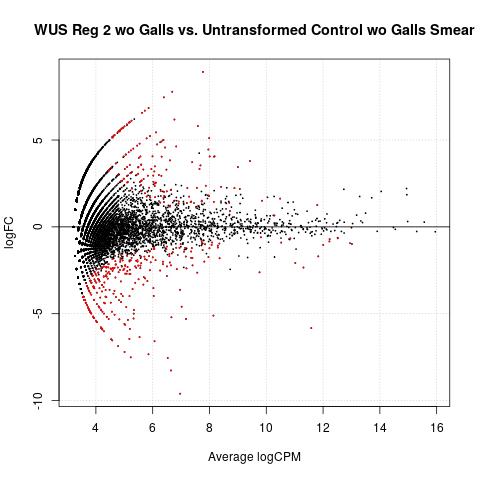 WUS Reg 2 wo Galls vs. Untransformed Control wo Galls Smear
5
0
-5
-10
logFC
4 6 8 10 12 14 16
Average logCPM